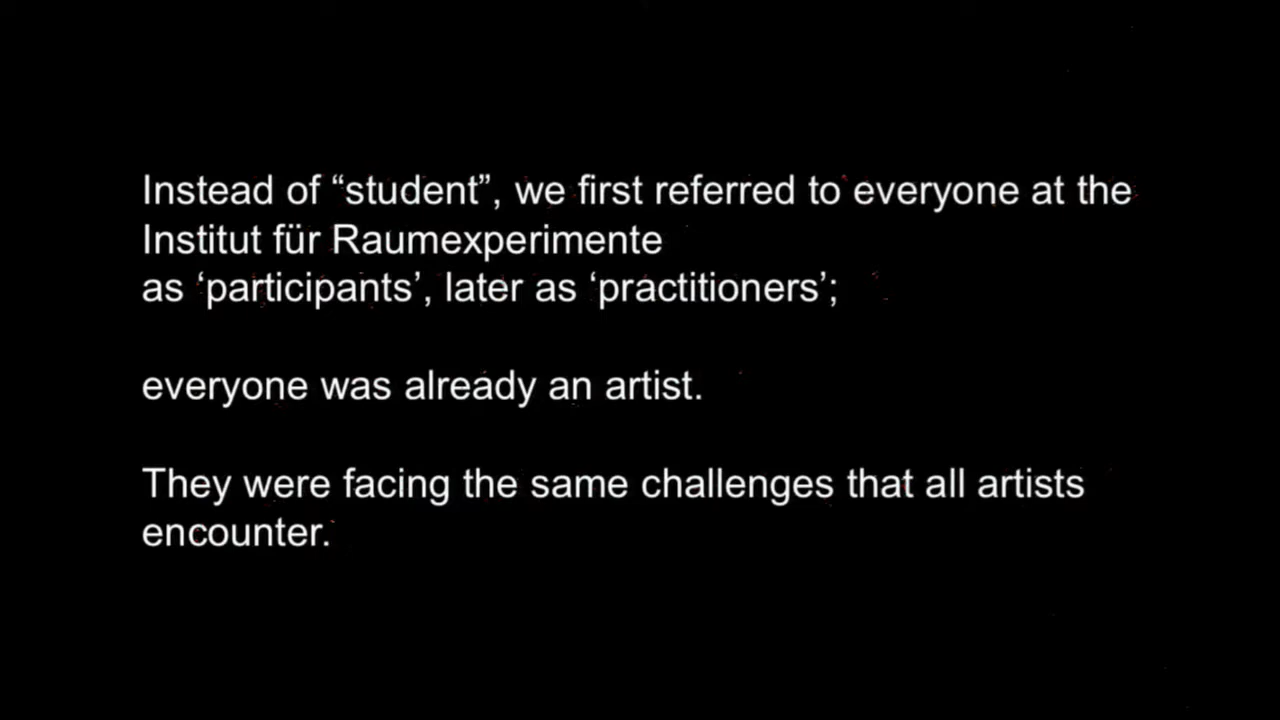 Instead of “student”, we first referred to everyone at the
Institut für Raumexperimente
as ‘participants’, later as ‘practitioners’;
everyone was already an artist.
They were facing the same challenges that all artists
encounter.